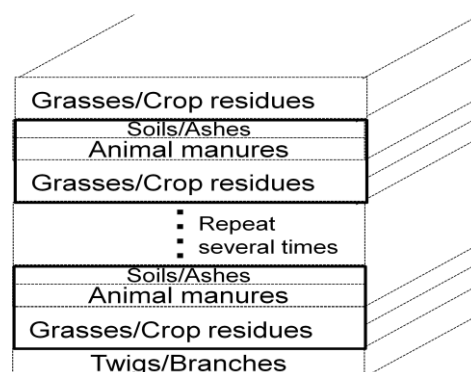 Grasses/Crop residues
Soils/Ashes
Animal manures
Grasses/Crop residues
Repeat
several times
Soils/Ashes
Animal manures
Grasses/Crop residues
Twigs/Branches